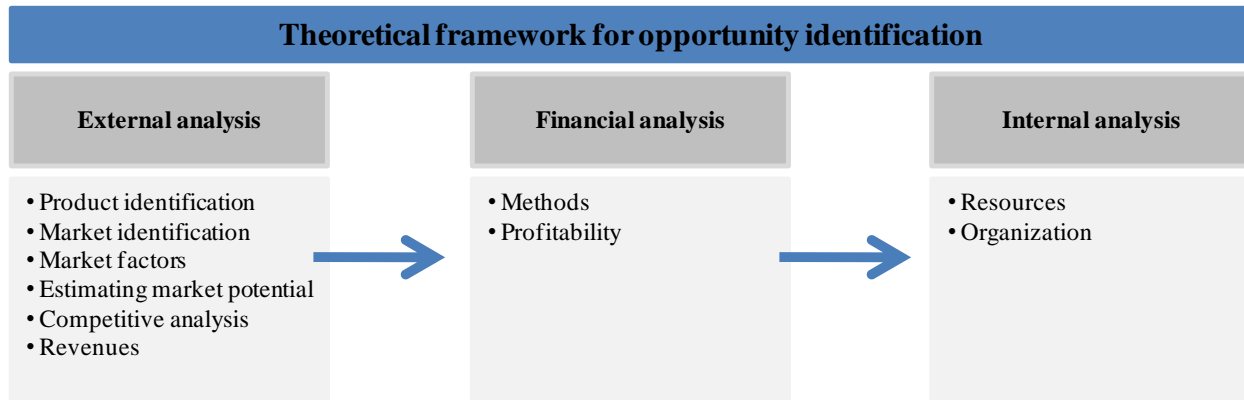 Theoretical framework for opportunity identification
External analysis
• Product identification
• Market identification
• Market factors
• Estimating market potential
• Competitive analysis
• Revenues
Financial analysis
• Methods
• Profitability
Internal analysis
• Resources
• Organization